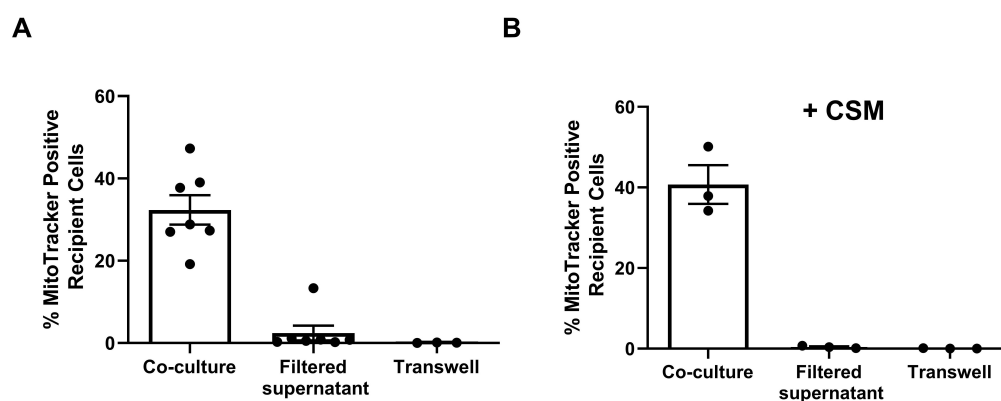 A
% MitoTracker Positive
Recipient Cells
60
40
20
0
Co-culture
Filtered
supernatant
Transwell
B
+ CSM
% MitoTracker Positive
Recipient Cells
60
40
20
0
Co-culture
Filtered
supernatant
Transwell